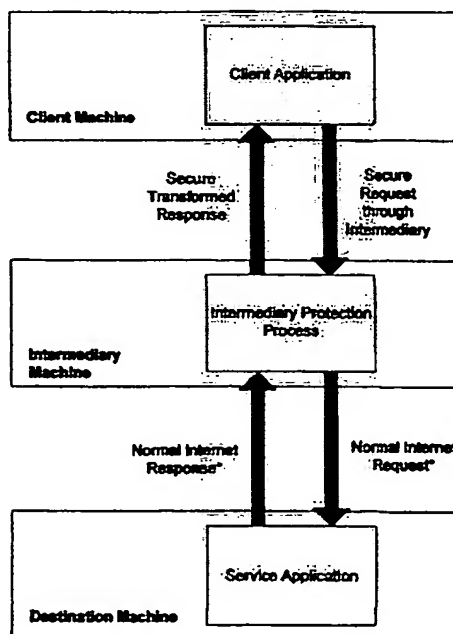 Client Application
Client Machine
Secure
Transformed
Response
Secure
Request
through
Intermediary
Intermediary Protection
Process
Intermediary
Machine
Normal Internet
Response*
Normal Internet
Request*
Service Application
Destination Machine